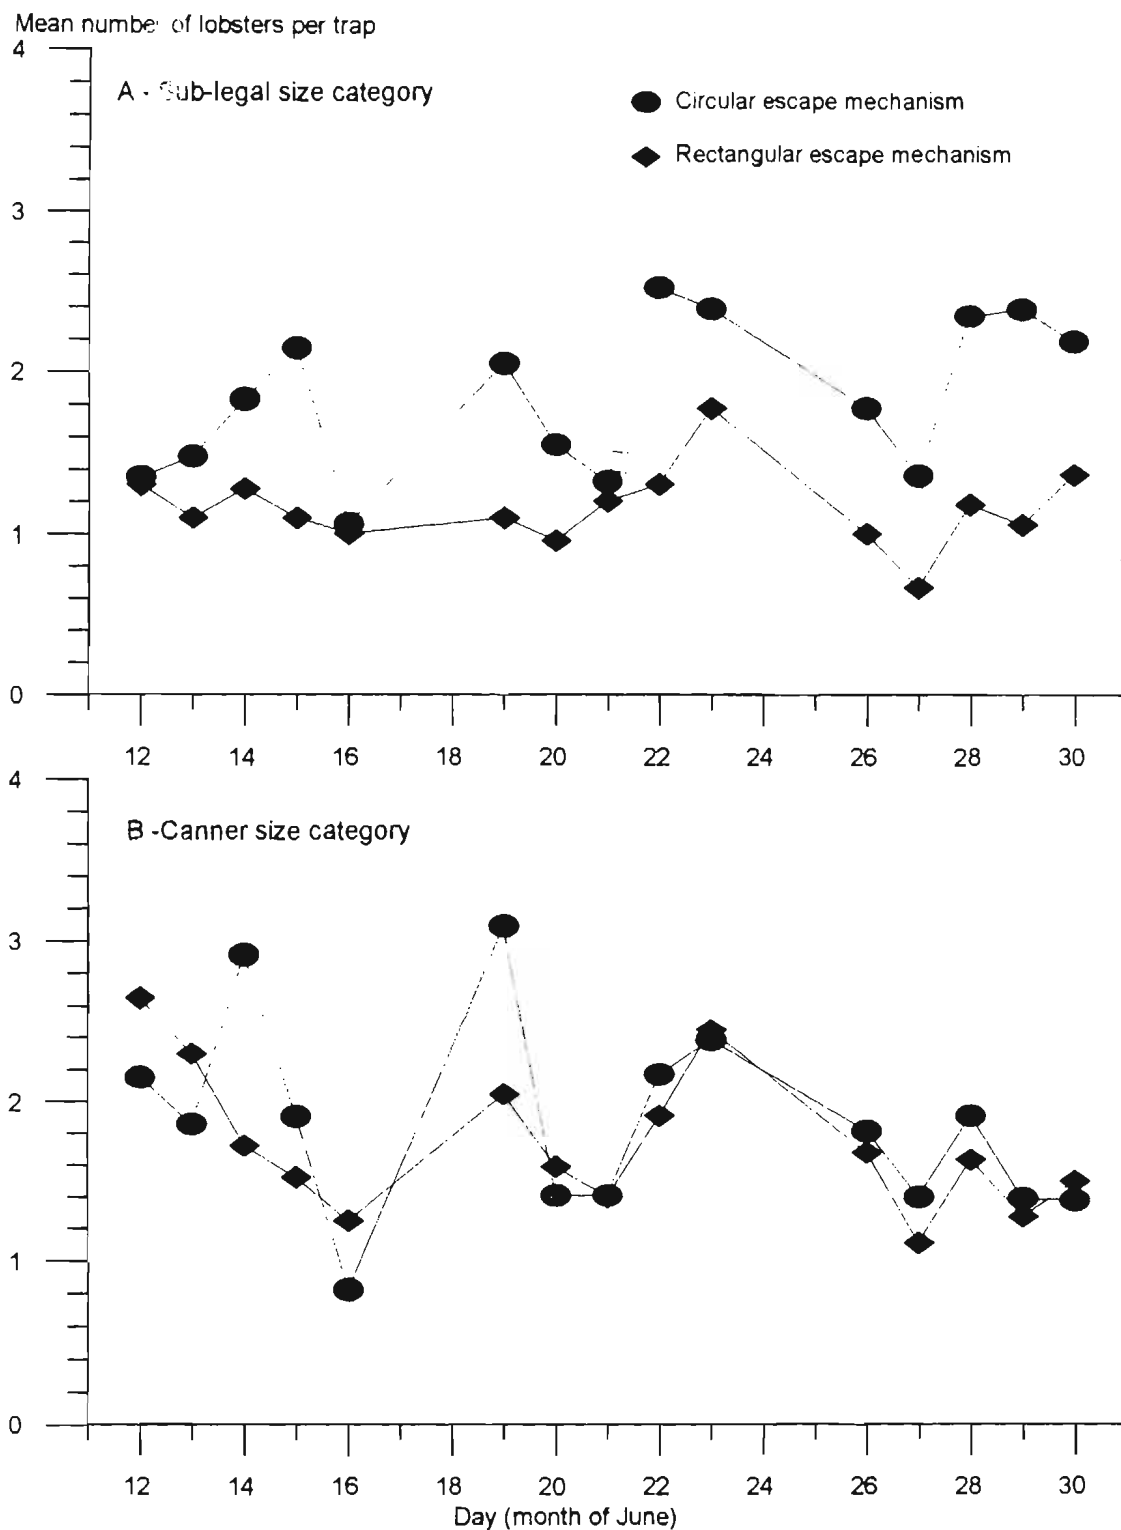 Mean number of lobsters per trap
4
A - Sub-legal size category
Circular escape mechanism
Rectangular escape mechanism
3
2
1
0
12 14 16 18 20 22 24 26 28 30
4
B -Canner size category
3
2
1
0
12 14 16 18 20 22 24 26 28 30
Day (month of June)